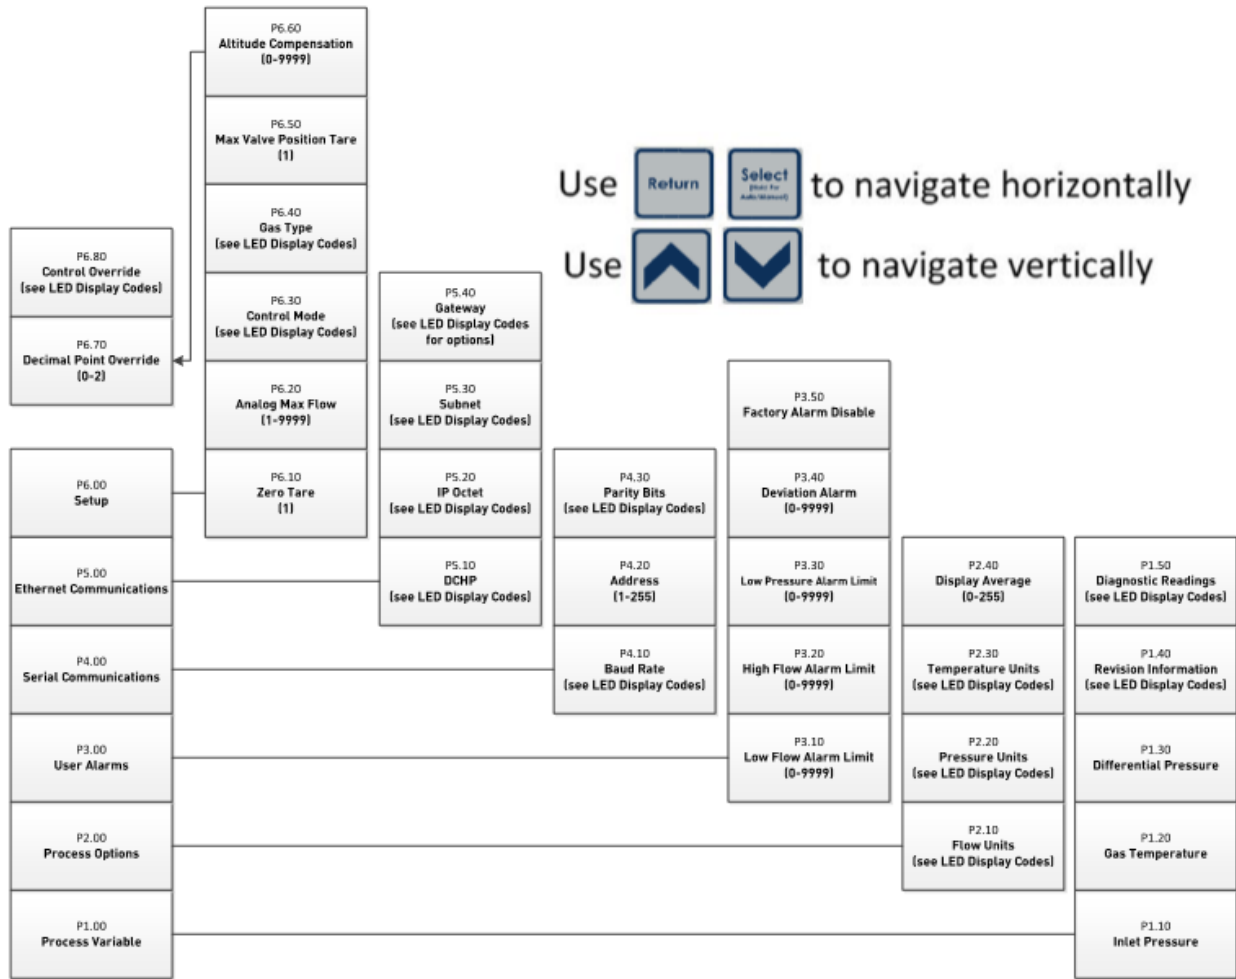 P6.60
Altitude Compensation
(0-9999)
P6.50
Max Valve Position Tare
(1)
P6.40
Gas Type
(see LED Display Codes)
P6.30
Control Mode
(see LED Display Codes)
P6.20
Analog Max Flow
(1-9999)
P6.10
Zero Tare
(1)
Use Return Select to navigate horizontally
(Hold For
Auto/Manual)
Use to navigate vertically
P6.80
Control Override
(see LED Display Codes)
P6.70
Decimal Point Override
(0-2)
P6.00
Setup
P5.00
Ethernet Communications
P4.00
Serial Communications
P3.00
User Alarms
P2.00
Process Options
P1.00
Process Variable
P5.40
Gateway
(see LED Display Codes
for options)
P5.30
Subnet
(see LED Display Codes)
P5.20
IP Octet
(see LED Display Codes)
P5.10
DCHP
(see LED Display Codes)
P4.30
Parity Bits
(see LED Display Codes)
P4.20
Address
(1-255)
P4.10
Baud Rate
(see LED Display Codes)
P3.50
Factory Alarm Disable
P3.40
Deviation Alarm
(0-9999)
P3.30
Low Pressure Alarm Limit
(0-9999)
P3.20
High Flow Alarm Limit
(0-9999)
P3.10
Low Flow Alarm Limit
(0-9999)
P2.40
Display Average
(0-255)
P2.30
Temperature Units
(see LED Display Codes)
P2.20
Pressure Units
(see LED Display Codes)
P2.10
Flow Units
(see LED Display Codes)
P1.50
Diagnostic Readings
(see LED Display Codes)
P1.40
Revision Information
(see LED Display Codes)
P1.30
Differential Pressure
P1.20
Gas Temperature
P1.10
Inlet Pressure